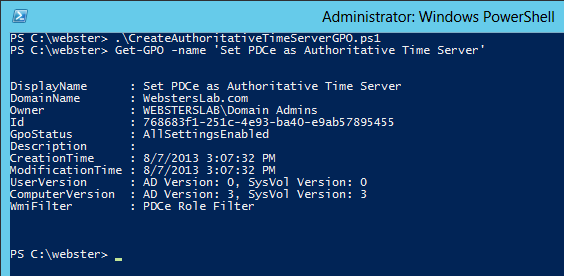 Administrator: Windows PowerShell
PS C:\webster> .\CreateAuthoritativeTimeServerGPO.ps1
PS C:\webster> Get-GPO -name 'Set PDCe as Authoritative Time Server'
DisplayName : Set PDCe as Authoritative Time Server
DomainName : WebstersLab.com
Owner : WEBSTERSLAB\Domain Admins
Id : 768683f1-251c-4e93-ba40-e9ab57895455
GpoStatus : AllSettingsEnabled
Description :
CreationTime : 8/7/2013 3:07:32 PM
ModificationTime : 8/7/2013 3:07:32 PM
UserVersion : AD Version: 0, SysVol Version: 0
ComputerVersion : AD Version: 3, SysVol Version: 3
WmiFilter : PDCe Role Filter
PS C:\webster> _